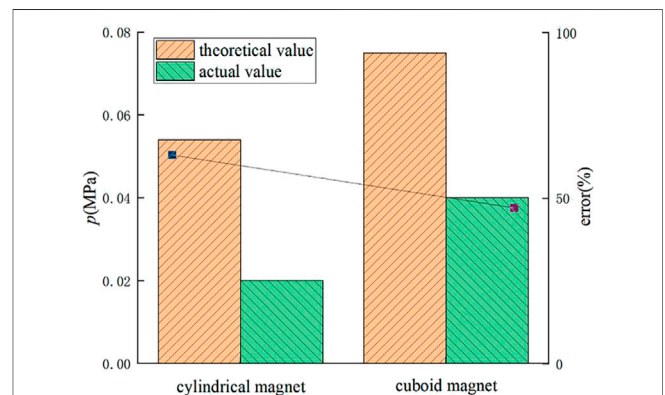 0.08
0.06
0.04
0.02
0.00
p(MPa)
theoretical value
actual value
100
50
0
error(%)
cylindrical magnet
cuboid magnet